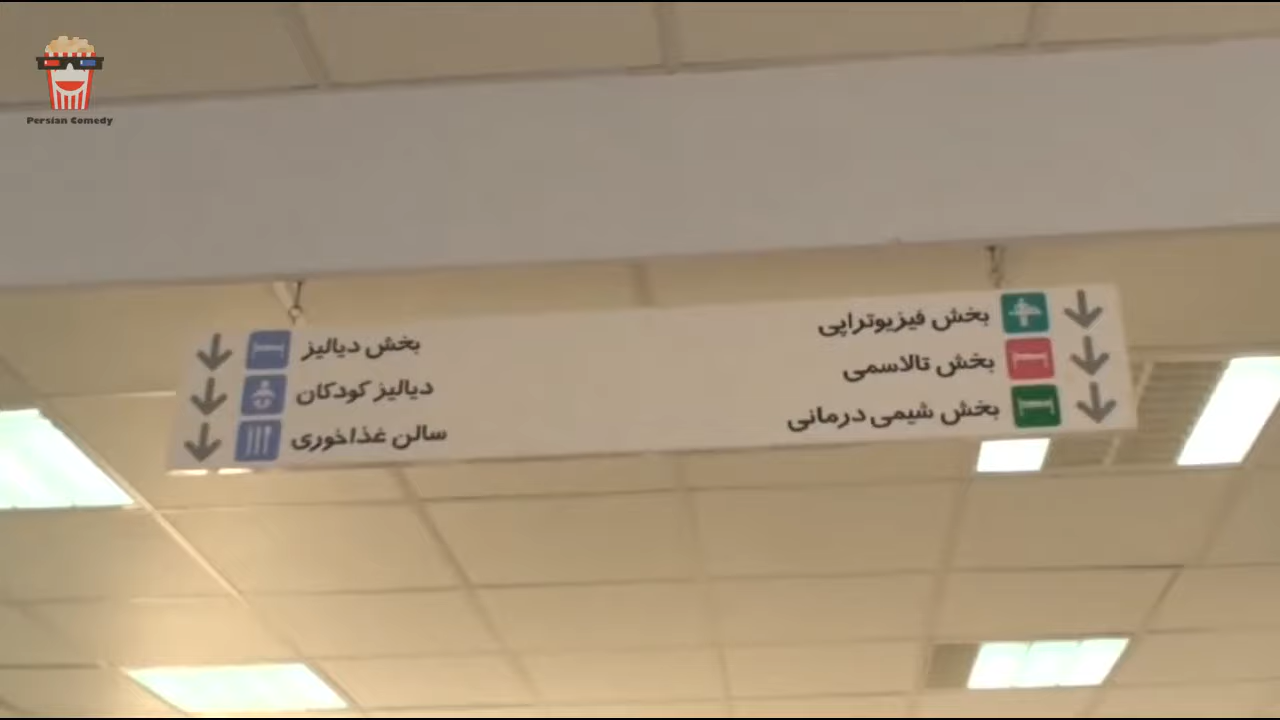 Persian Comedy
بخش فیزیوتراپی
بخش تالاسمی
بخش شیمی درمانی
بخش دیالیز
دیالیز کودکان
سالن غذاخوری